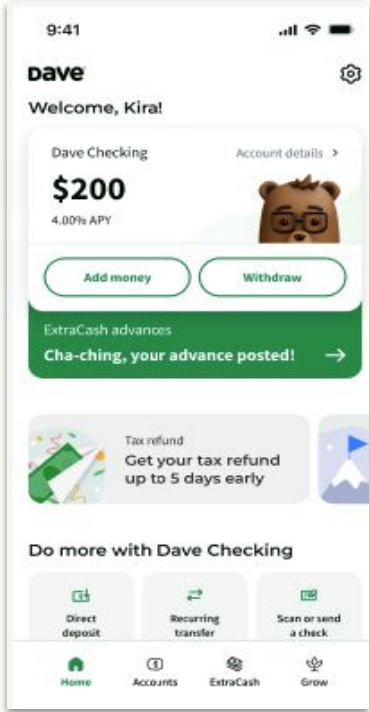 9:41
Dave
Welcome, Kira!
Dave Checking
Account details >
$200
4.00% APY
Add money
Withdraw
ExtraCash advances
Cha-ching, your advance posted!
Tax refund
Get your tax refund
up to 5 days early
Do more with Dave Checking
Direct
deposit
Recurring
transfer
Scan or send
a check
Home
Accounts
ExtraCash
Grow